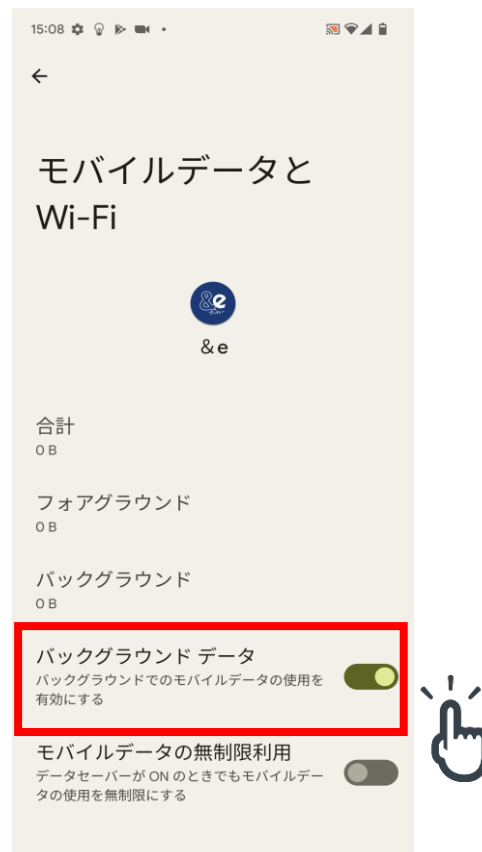 15:08
モバイルデータと
Wi-Fi
&e
&e
合計
0 B
フォアグラウンド
0 B
バックグラウンド
0 B
バックグラウンド データ
バックグラウンドでのモバイルデータの使用を
有効にする
モバイルデータの無制限利用
データセーバーが ON のときでもモバイルデー
タの使用を無制限にする